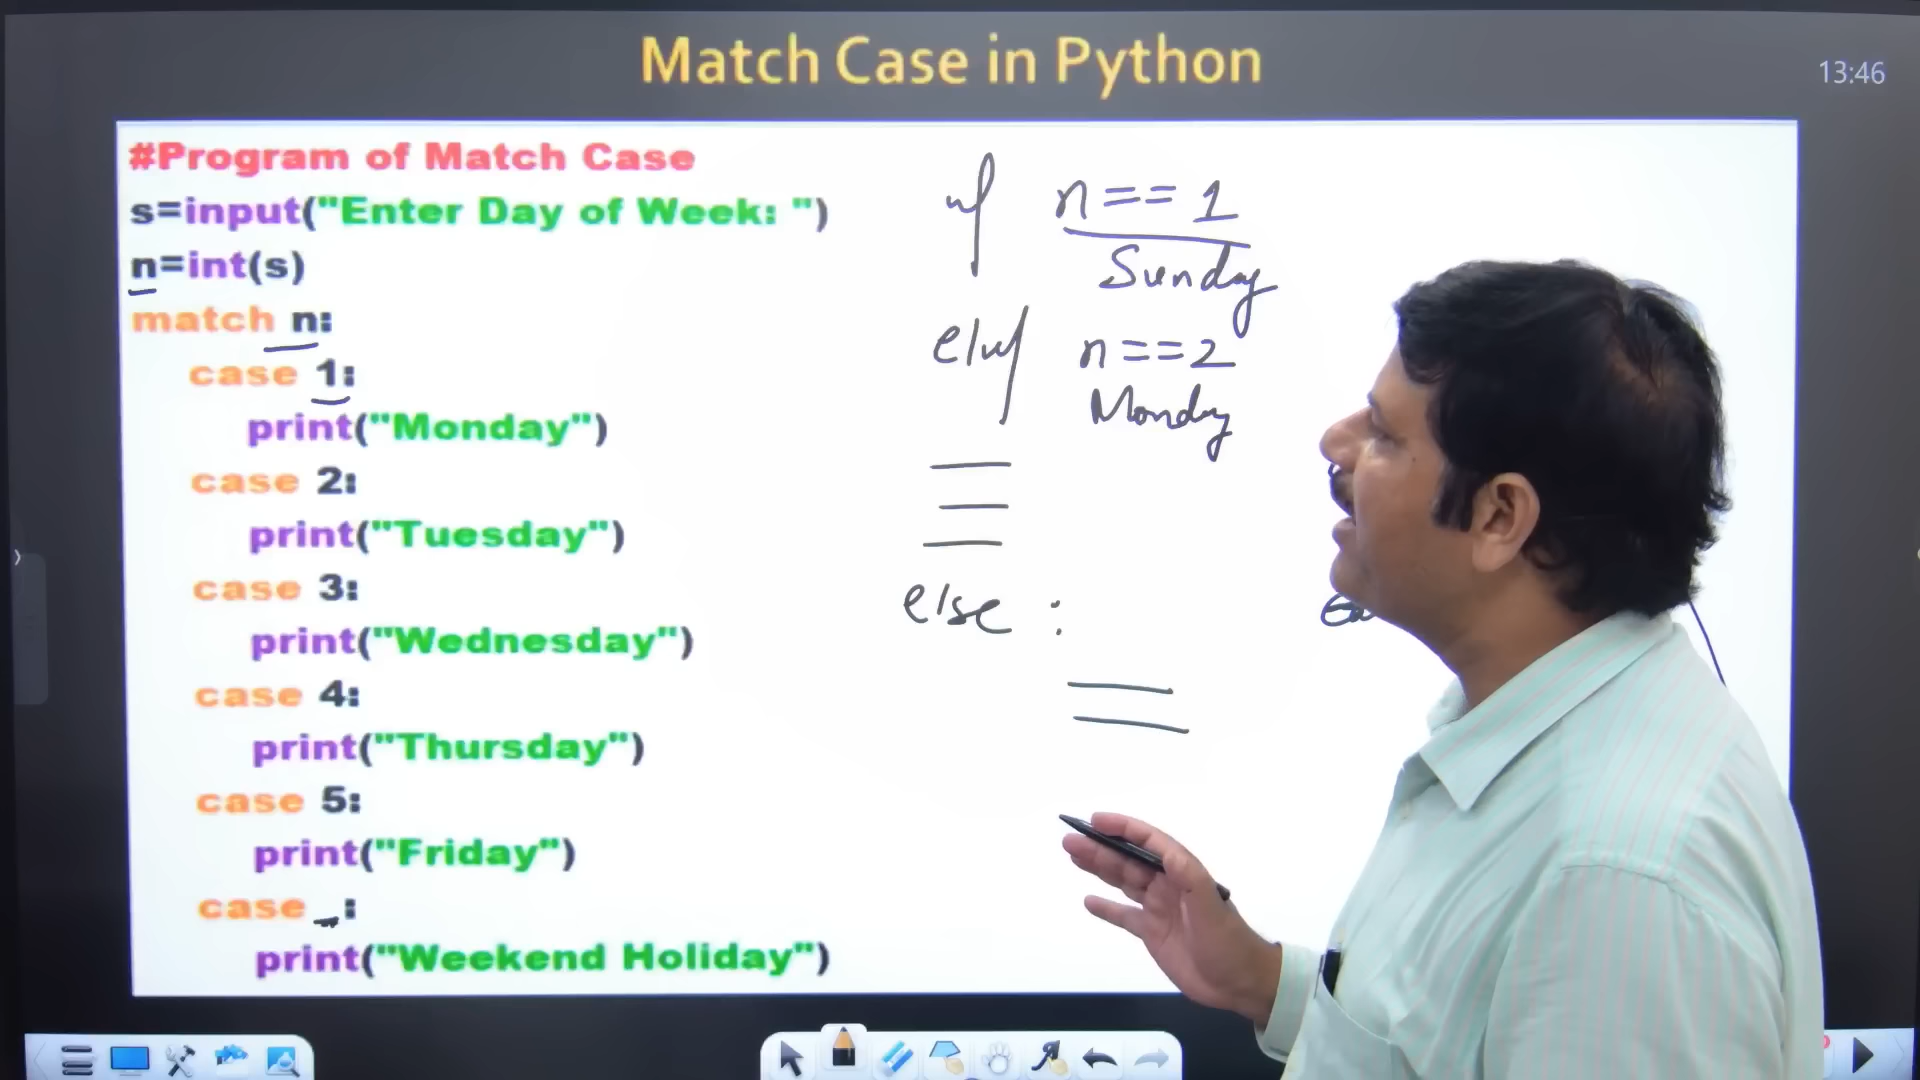 Match Case in Python
13:46
#Program of Match Case
s=input("Enter Day of Week: ")
n=int(s)
match n:
case 1:
print("Monday")
case 2:
print("Tuesday")
case 3:
print("Wednesday")
case 4:
print("Thursday")
case 5:
print("Friday")
case _:
print("Weekend Holiday")
if n==1
Sunday
elif n==2
Monday
else :